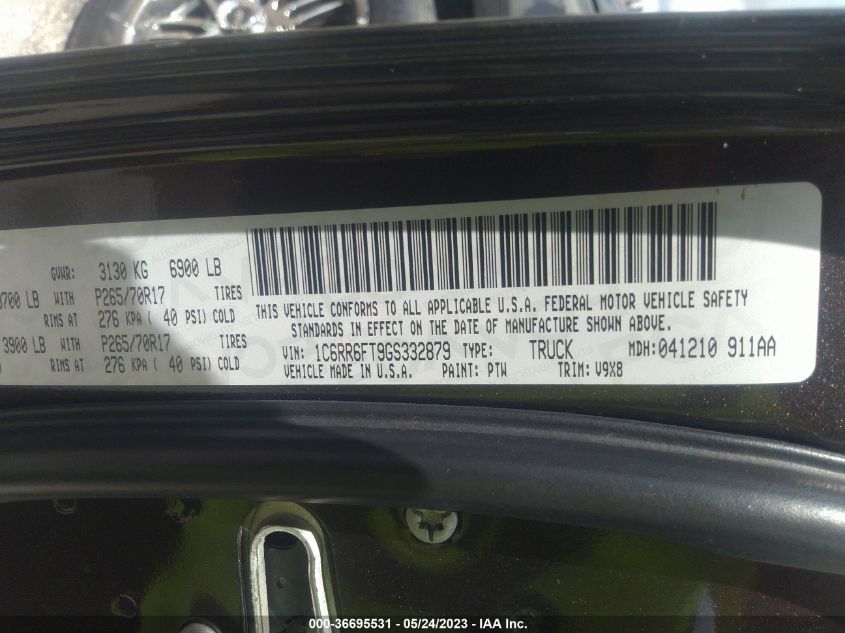 GVWR: 3130 KG 6900 LB
700 LB WITH P265/70R17 TIRES
RIMS AT 276 KPA ( 40 PSI) COLD
3900 LB WITH P265/70R17 TIRES
RIMS AT 276 KPA ( 40 PSI) COLD
THIS VEHICLE CONFORMS TO ALL APPLICABLE U.S.A. FEDERAL MOTOR VEHICLE SAFETY
STANDARDS IN EFFECT ON THE DATE OF MANUFACTURE SHOWN ABOVE.
VIN: 1C6RR6FT9GS332879 TYPE: TRUCK MDH: 041210 911AA
VEHICLE MADE IN U.S.A. PAINT: PTW TRIM: V9X8
000-36695531 - 05/24/2023 - IAA Inc.